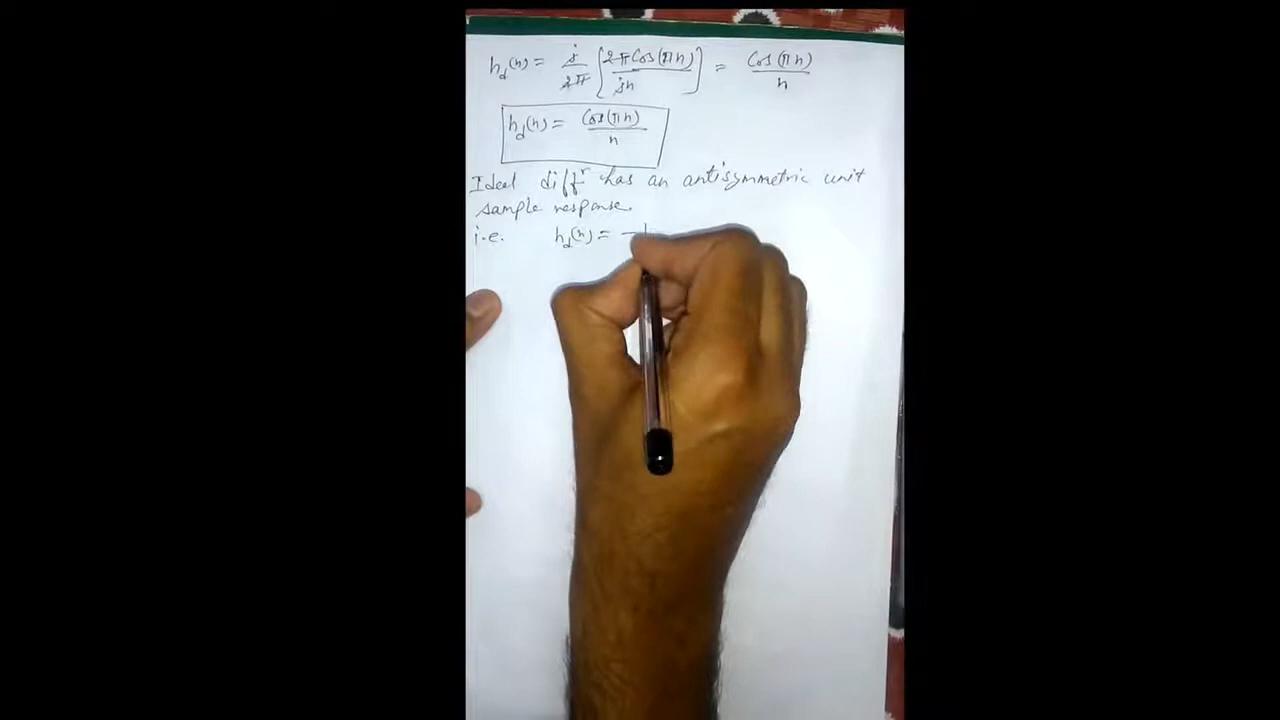 h_d(n) = j/2π [2π Cos(πn)/jn] = Cos(πn)/n
h_d(n) = Cos(πn)/n
Ideal diffr has an antisymmetric unit
sample response.
i.e. h_d(n) = -